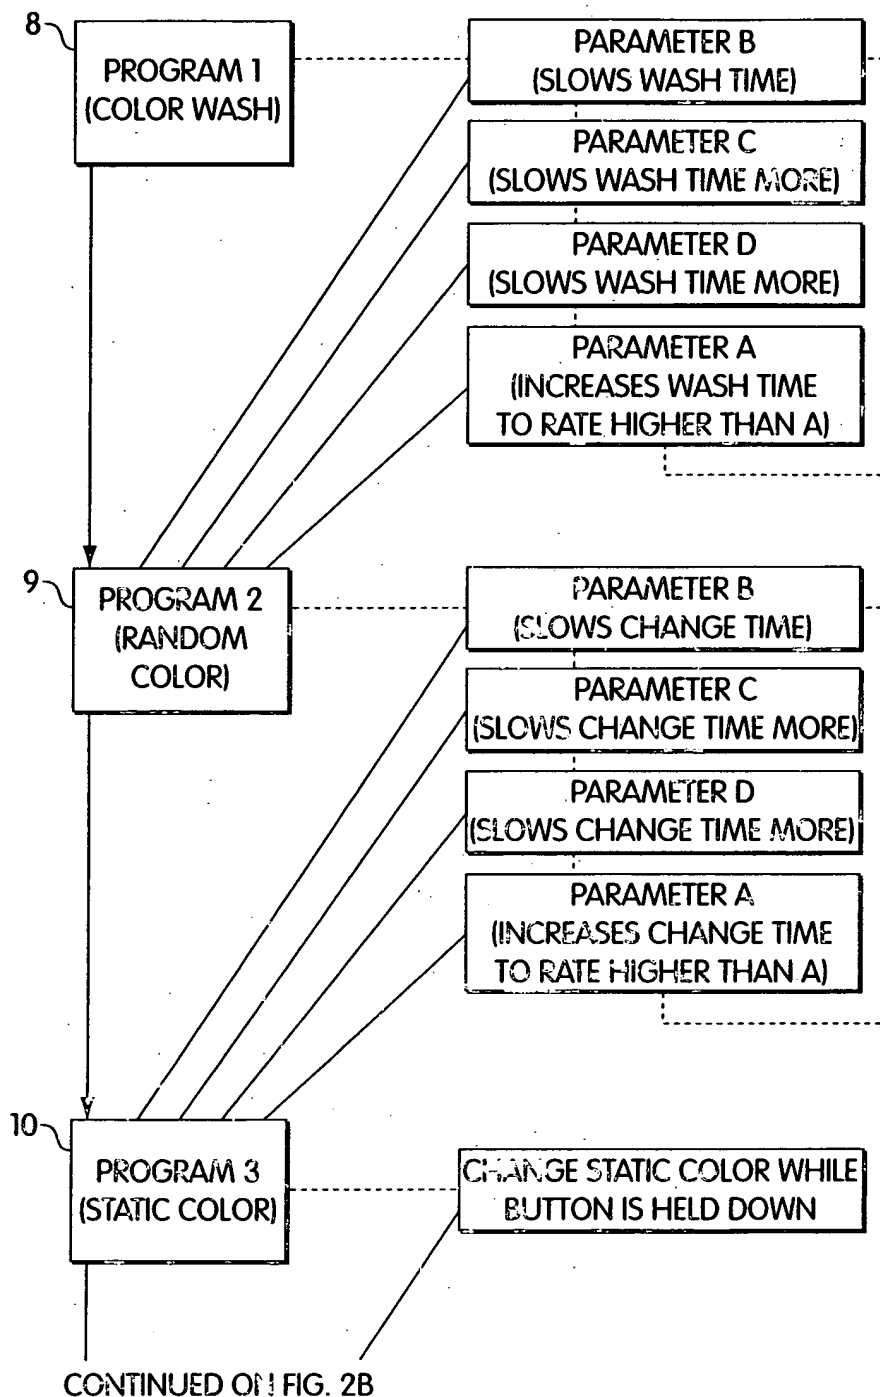 8
PROGRAM 1
(COLOR WASH)
PARAMETER B
(SLOWS WASH TIME)
PARAMETER C
(SLOWS WASH TIME MORE)
PARAMETER D
(SLOWS WASH TIME MORE)
PARAMETER A
(INCREASES WASH TIME
TO RATE HIGHER THAN A)
9
PROGRAM 2
(RANDOM
COLOR)
PARAMETER B
(SLOWS CHANGE TIME)
PARAMETER C
(SLOWS CHANGE TIME MORE)
PARAMETER D
(SLOWS CHANGE TIME MORE)
PARAMETER A
(INCREASES CHANGE TIME
TO RATE HIGHER THAN A)
10
PROGRAM 3
(STATIC COLOR)
CHANGE STATIC COLOR WHILE
BUTTON IS HELD DOWN
CONTINUED ON FIG. 2B